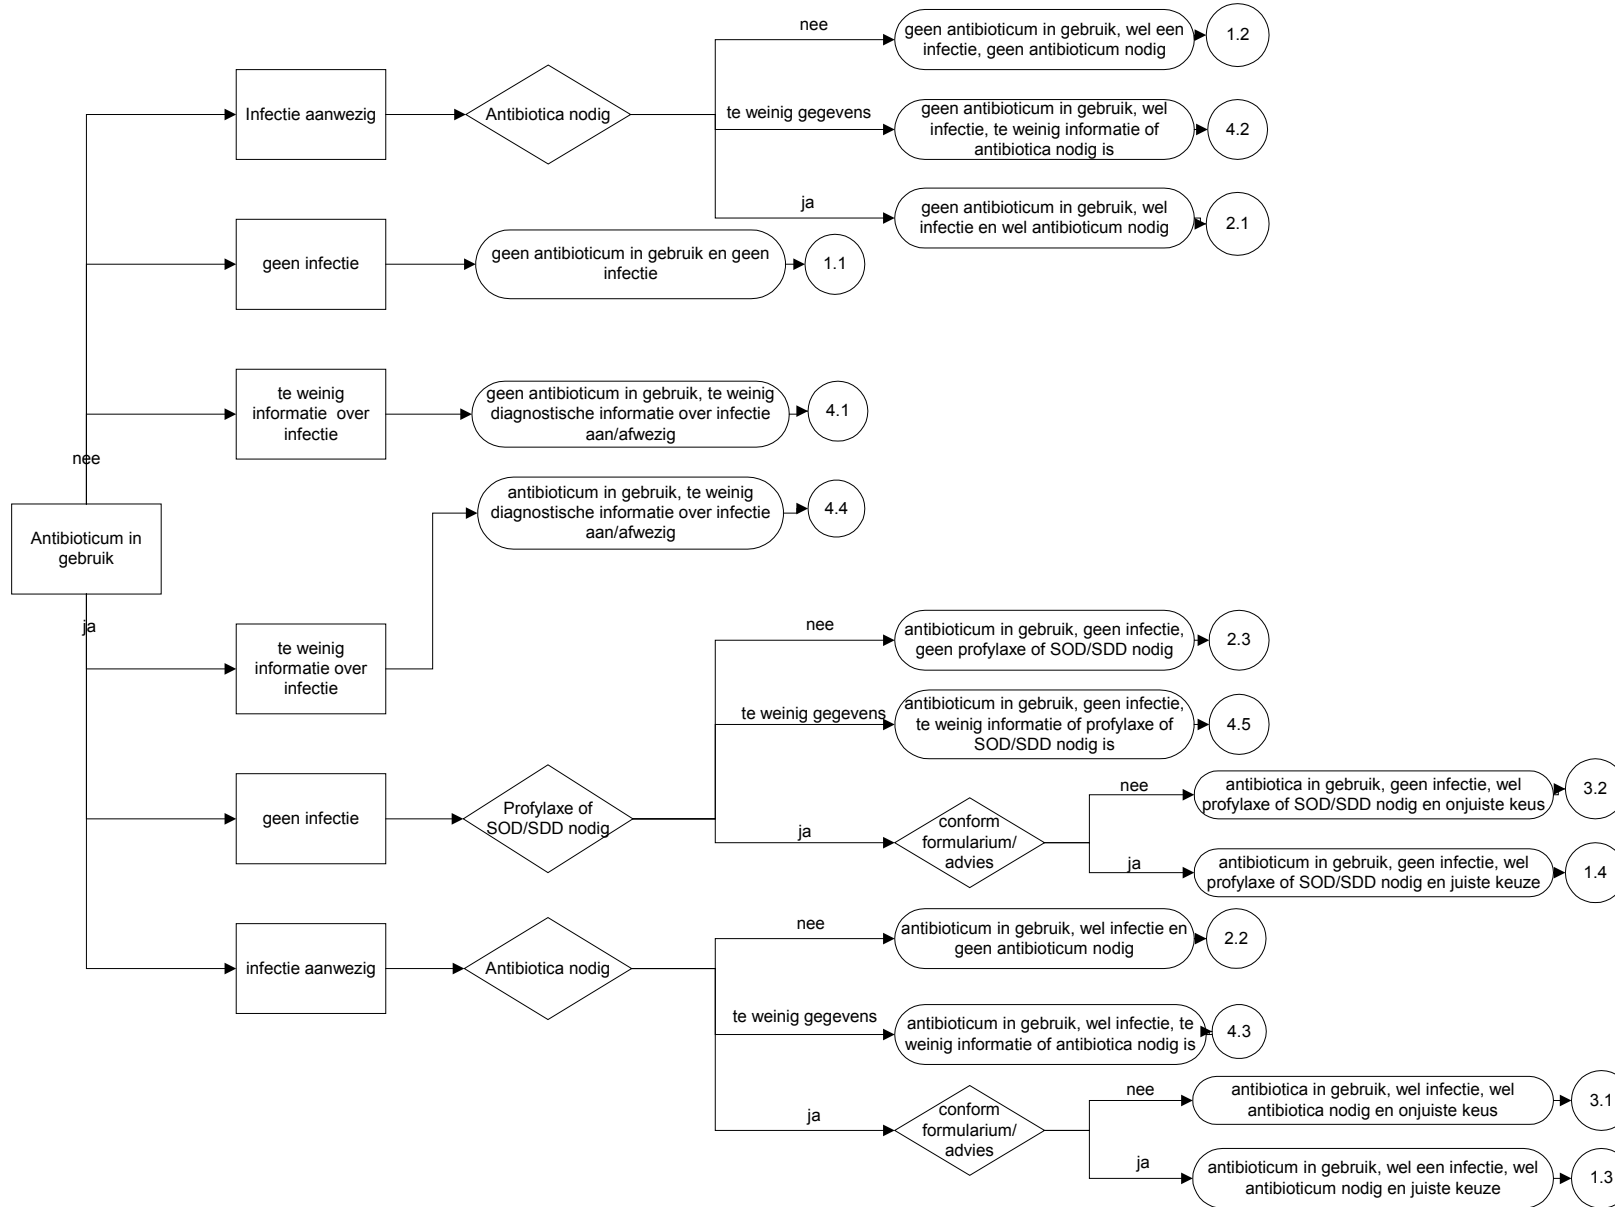 nee
geen antibioticum in gebruik, wel een
infectie, geen antibioticum nodig
1.2
Infectie aanwezig
Antibiotica nodig
te weinig gegevens
geen antibioticum in gebruik, wel
infectie, te weinig informatie of
antibiotica nodig is
4.2
ja
geen antibioticum in gebruik, wel
infectie en wel antibioticum nodig
2.1
geen infectie
geen antibioticum in gebruik en geen
infectie
1.1
te weinig
informatie over
infectie
geen antibioticum in gebruik, te weinig
diagnostische informatie over infectie
aan/afwezig
4.1
nee
antibioticum in gebruik, te weinig
diagnostische informatie over infectie
aan/afwezig
4.4
Antibioticum in
gebruik
ja
te weinig
informatie over
infectie
nee
antibioticum in gebruik, geen infectie,
geen profylaxe of SOD/SDD nodig
2.3
te weinig gegevens
antibioticum in gebruik, geen infectie,
te weinig informatie of profylaxe of
SOD/SDD nodig is
4.5
geen infectie
Profylaxe of
SOD/SDD nodig
ja
conform
formularium/
advies
nee
antibiotica in gebruik, geen infectie, wel
profylaxe of SOD/SDD nodig en onjuiste keus
3.2
ja
antibioticum in gebruik, geen infectie, wel
profylaxe of SOD/SDD nodig en juiste keuze
1.4
infectie aanwezig
Antibiotica nodig
nee
antibioticum in gebruik, wel infectie en
geen antibioticum nodig
2.2
te weinig gegevens
antibioticum in gebruik, wel infectie, te
weinig informatie of antibiotica nodig is
4.3
ja
conform
formularium/
advies
nee
antibiotica in gebruik, wel infectie, wel
antibiotica nodig en onjuiste keus
3.1
ja
antibioticum in gebruik, wel een infectie, wel
antibioticum nodig en juiste keuze
1.3